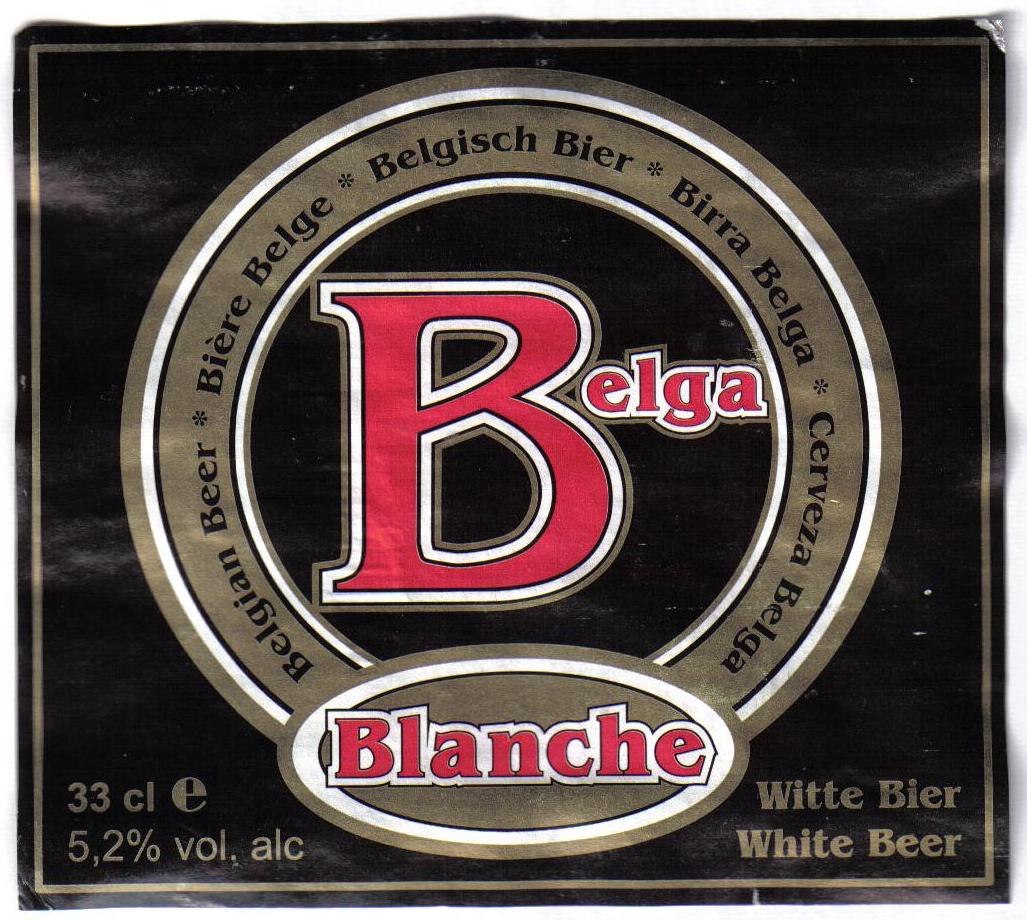 Belgian Beer * Bière Belge * Belgisch Bier * Birra Belga * Cerveza Belga
Belga
Blanche
33 cl e
5,2% vol. alc
Witte Bier
White Beer